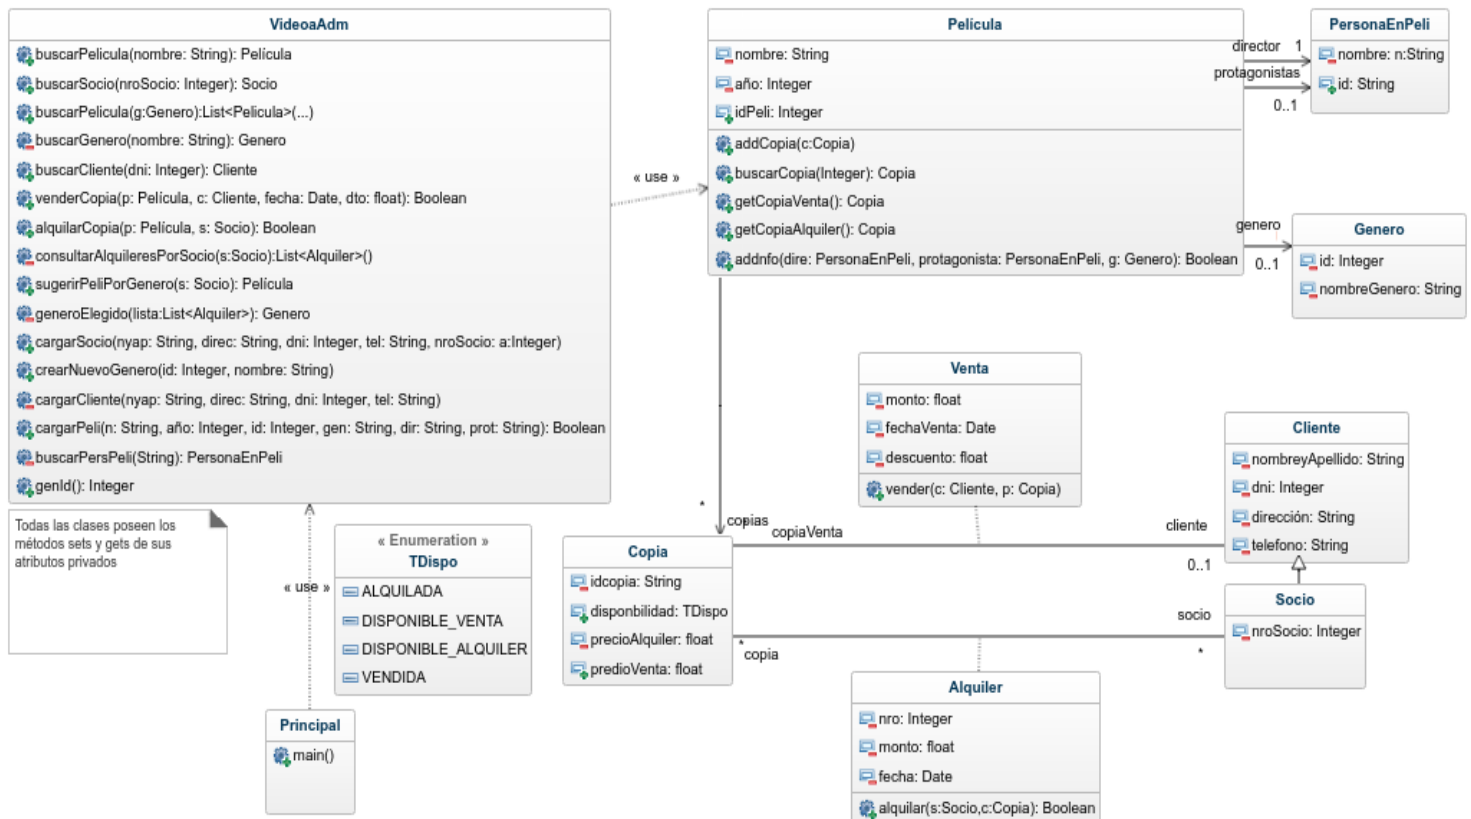 VideoaAdm
buscarPelicula(nombre: String): Película
buscarSocio(nroSocio: Integer): Socio
buscarPelicula(g:Genero):List<Pelicula>(...)
buscarGenero(nombre: String): Genero
buscarCliente(dni: Integer): Cliente
venderCopia(p: Película, c: Cliente, fecha: Date, dto: float): Boolean
alquilarCopia(p: Película, s: Socio): Boolean
consultarAlquileresPorSocio(s:Socio):List<Alquiler>()
sugerirPeliPorGenero(s: Socio): Película
generoElegido(lista:List<Alquiler>): Genero
cargarSocio(nyap: String, direc: String, dni: Integer, tel: String, nroSocio: a:Integer)
crearNuevoGenero(id: Integer, nombre: String)
cargarCliente(nyap: String, direc: String, dni: Integer, tel: String)
cargarPeli(n: String, año: Integer, id: Integer, gen: String, dir: String, prot: String): Boolean
buscarPersPeli(String): PersonaEnPeli
genId(): Integer
« use »
Película
nombre: String
año: Integer
idPeli: Integer
addCopia(c:Copia)
buscarCopia(Integer): Copia
getCopiaVenta(): Copia
getCopiaAlquiler(): Copia
addnfo(dire: PersonaEnPeli, protagonista: PersonaEnPeli, g: Genero): Boolean
director 1
protagonistas
0..1
PersonaEnPeli
nombre: n:String
id: String
genero
0..1
Genero
id: Integer
nombreGenero: String
Venta
monto: float
fechaVenta: Date
descuento: float
vender(c: Cliente, p: Copia)
Cliente
nombreyApellido: String
dni: Integer
dirección: String
telefono: String
Todas las clases poseen los
métodos sets y gets de sus
atributos privados
« use »
« Enumeration »
TDispo
ALQUILADA
DISPONIBLE_VENTA
DISPONIBLE_ALQUILER
VENDIDA
*
copias
*
copiaVenta
cliente
0..1
Copia
idcopia: String
disponbilidad: TDispo
precioAlquiler: float
predioVenta: float
*
copia
socio
*
Socio
nroSocio: Integer
Principal
main()
Alquiler
nro: Integer
monto: float
fecha: Date
alquilar(s:Socio,c:Copia): Boolean